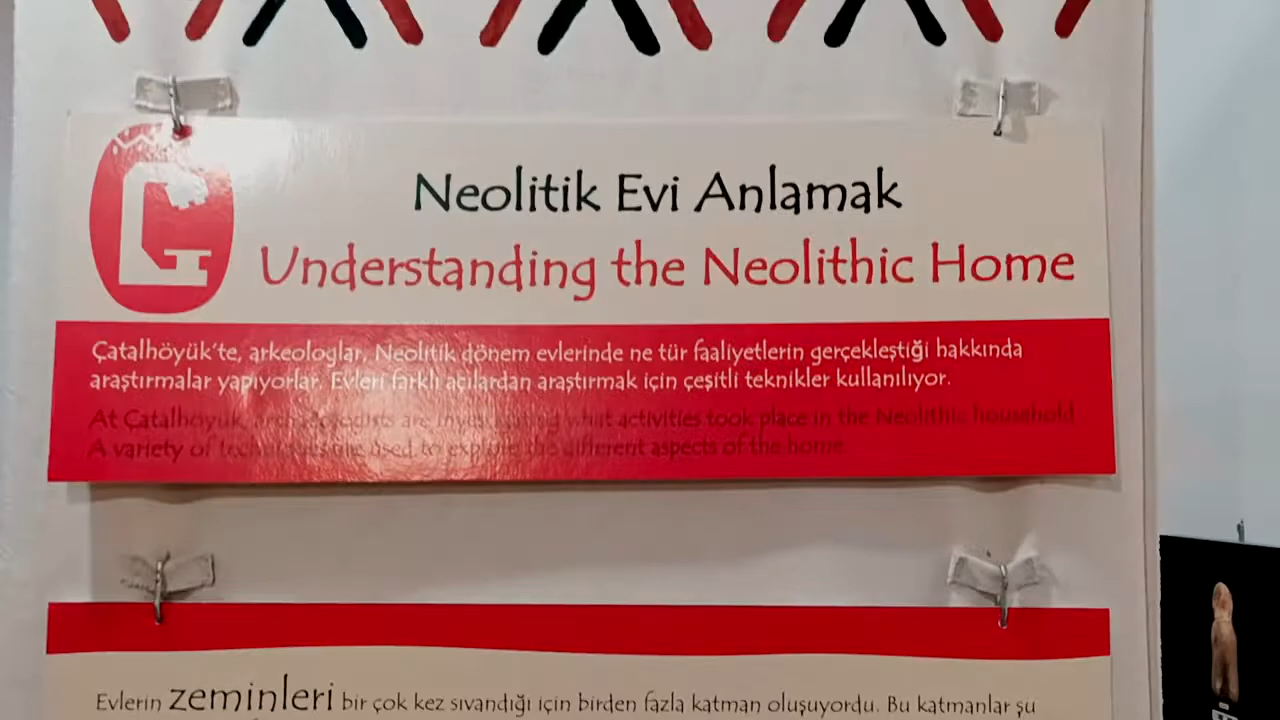 Neolitik Evi Anlamak
Understanding the Neolithic Home
Çatalhöyük'te, arkeologlar, Neolitik dönem evlerinde ne tür faaliyetlerin gerçekleştiği hakkında
araştırmalar yapıyorlar. Evleri farklı açılardan araştırmak için çeşitli teknikler kullanılıyor.
At Çatalhöyük, archaeologists are investigating what activities took place in the Neolithic household
A variety of techniques are used to explore the different aspects of the home
Evlerin zeminleri bir çok kez sıvandığı için birden fazla katman oluşuyordu. Bu katmanlar şu